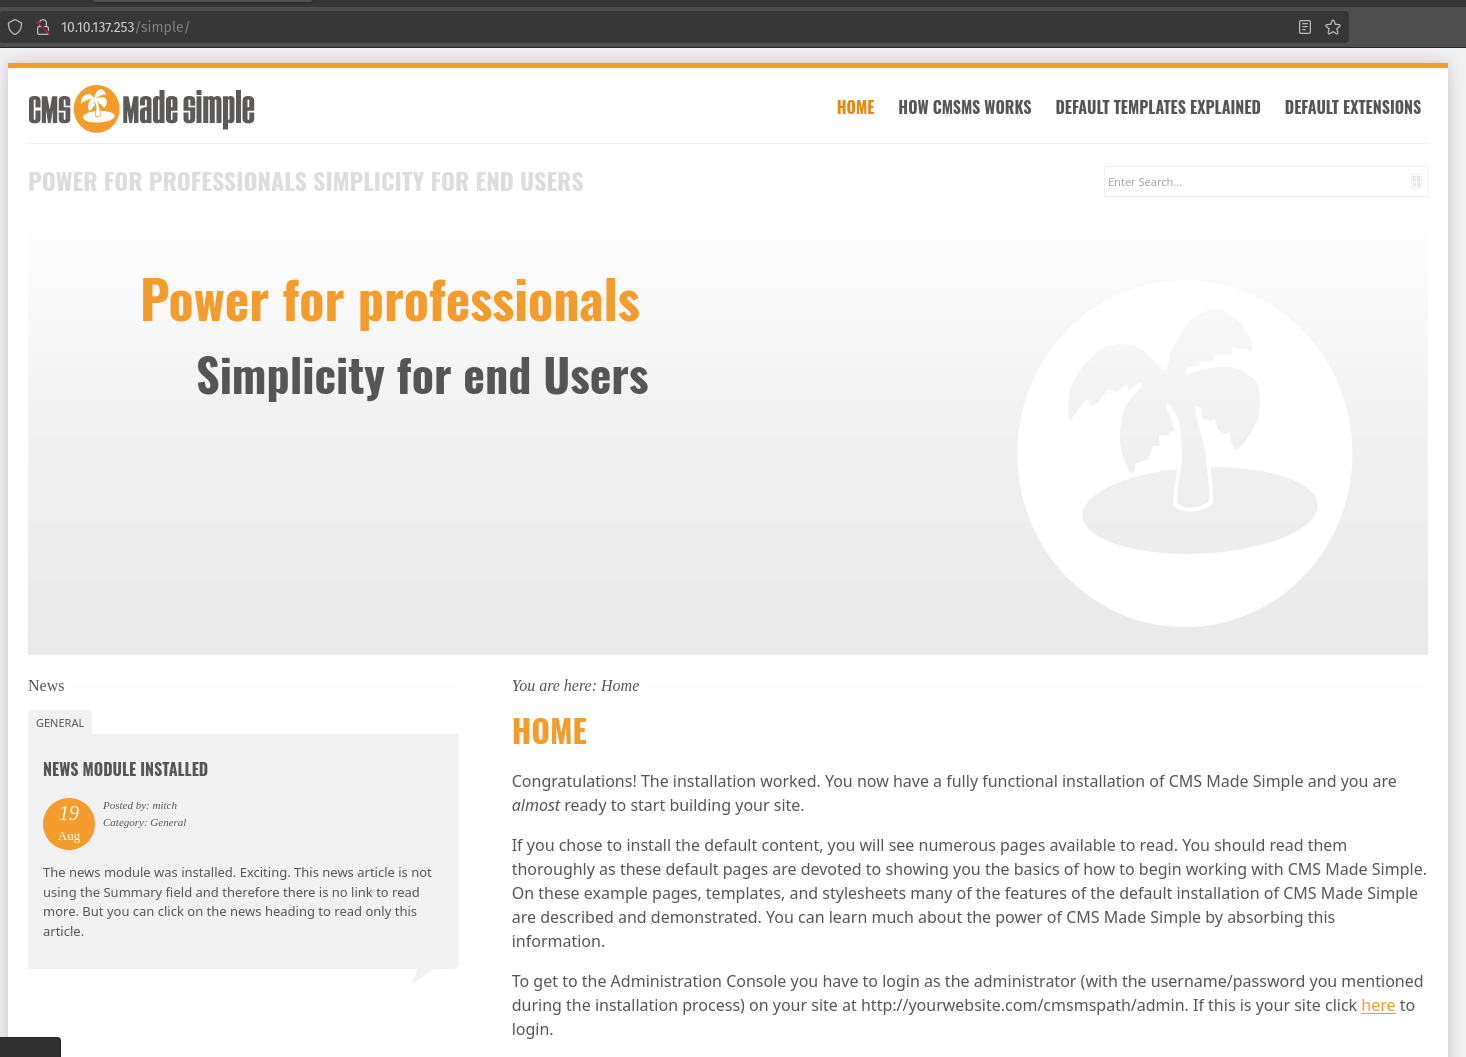 10.10.137.253/simple/
CMS Made Simple
HOME HOW CMSMS WORKS DEFAULT TEMPLATES EXPLAINED DEFAULT EXTENSIONS
POWER FOR PROFESSIONALS SIMPLICITY FOR END USERS
Enter Search...
Power for professionals
Simplicity for end Users
News
GENERAL
NEWS MODULE INSTALLED
19
Aug
Posted by: mitch
Category: General
The news module was installed. Exciting. This news article is not
using the Summary field and therefore there is no link to read
more. But you can click on the news heading to read only this
article.
You are here: Home
HOME
Congratulations! The installation worked. You now have a fully functional installation of CMS Made Simple and you are
almost ready to start building your site.
If you chose to install the default content, you will see numerous pages available to read. You should read them
thoroughly as these default pages are devoted to showing you the basics of how to begin working with CMS Made Simple.
On these example pages, templates, and stylesheets many of the features of the default installation of CMS Made Simple
are described and demonstrated. You can learn much about the power of CMS Made Simple by absorbing this
information.
To get to the Administration Console you have to login as the administrator (with the username/password you mentioned
during the installation process) on your site at http://yourwebsite.com/cmsmspath/admin. If this is your site click here to
login.